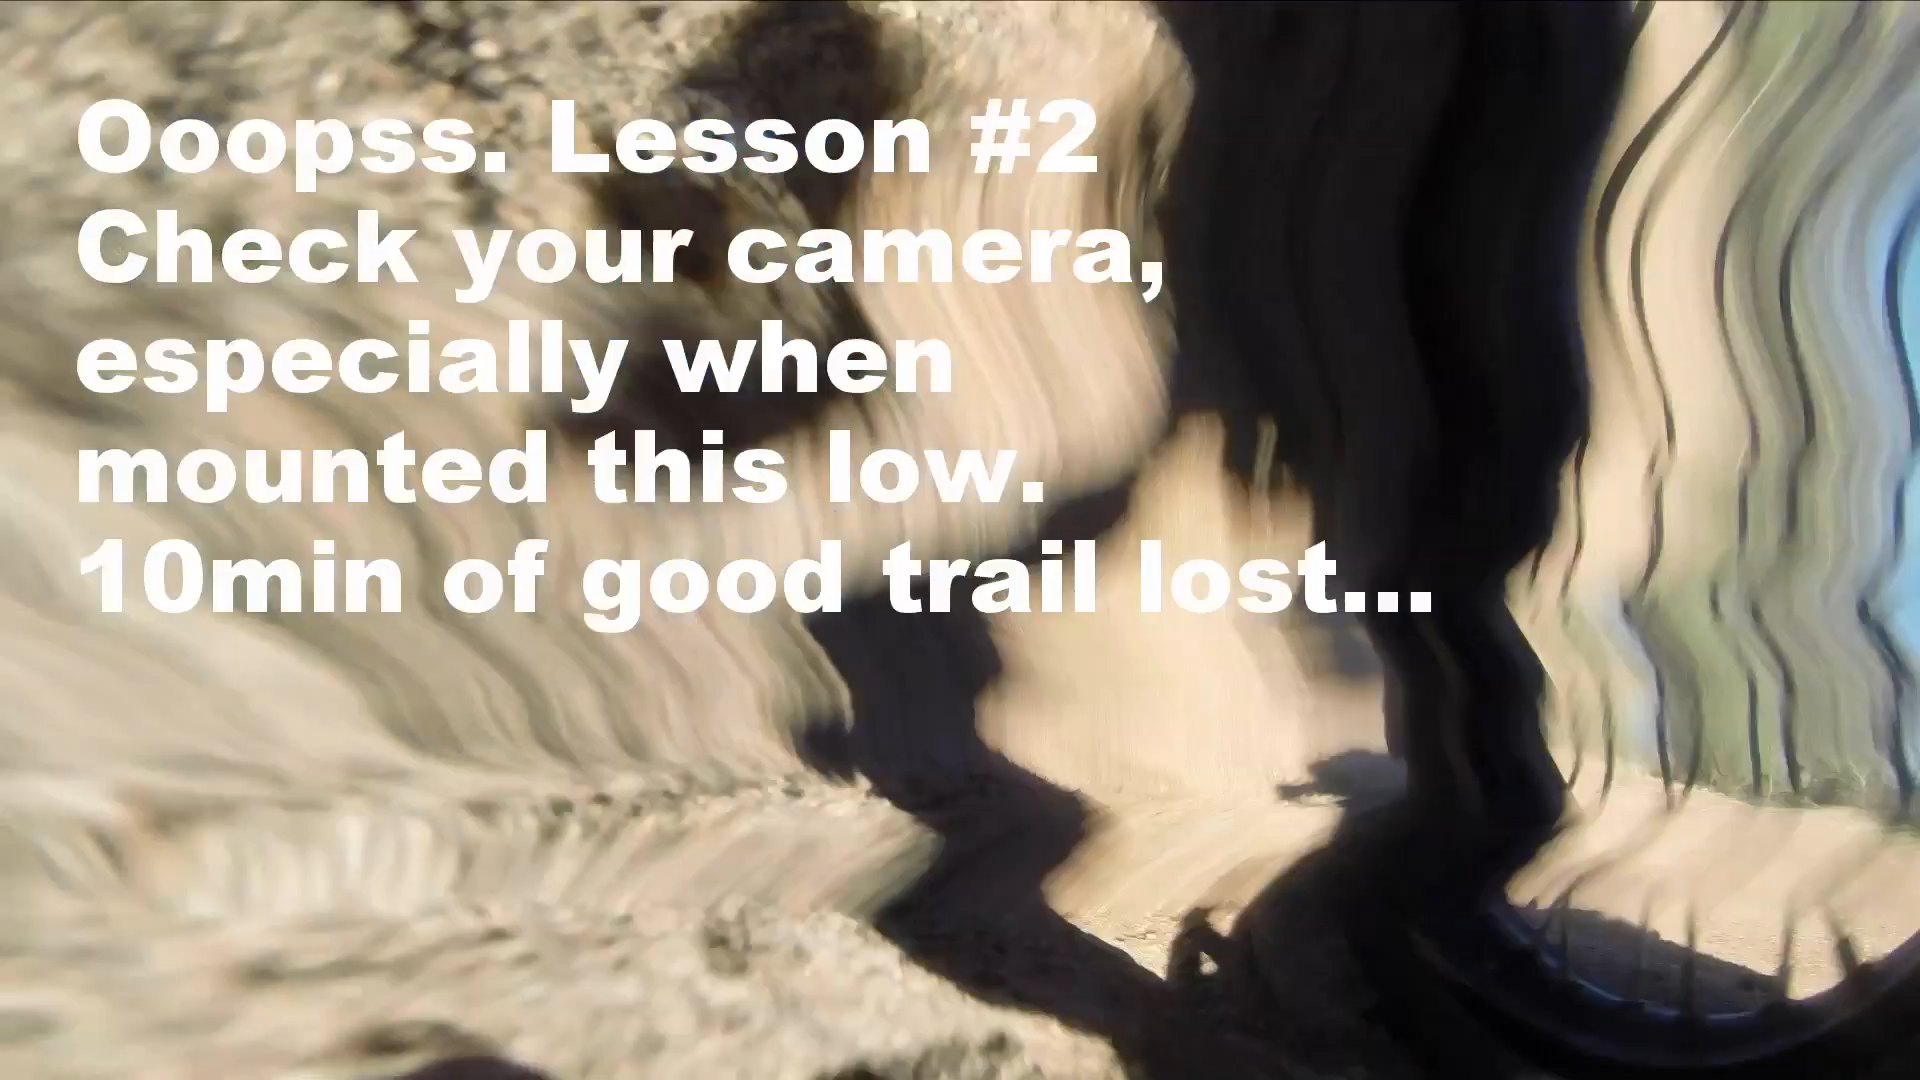 Ooopss. Lesson #2
Check your camera,
especially when
mounted this low.
10min of good trail lost...